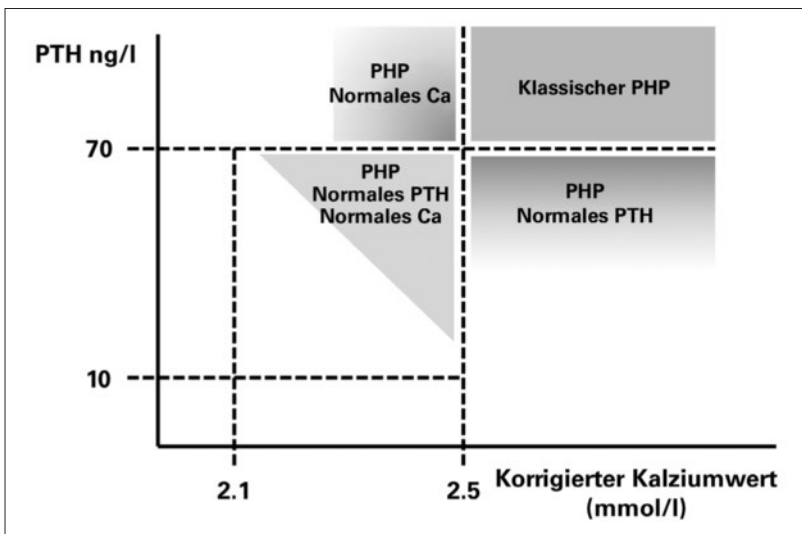 PTH ng/l
PHP
Normales Ca
Klassischer PHP
70
PHP
Normales PTH
Normales Ca
PHP
Normales PTH
10
2.1
2.5
Korrigierter Kalziumwert
(mmol/l)